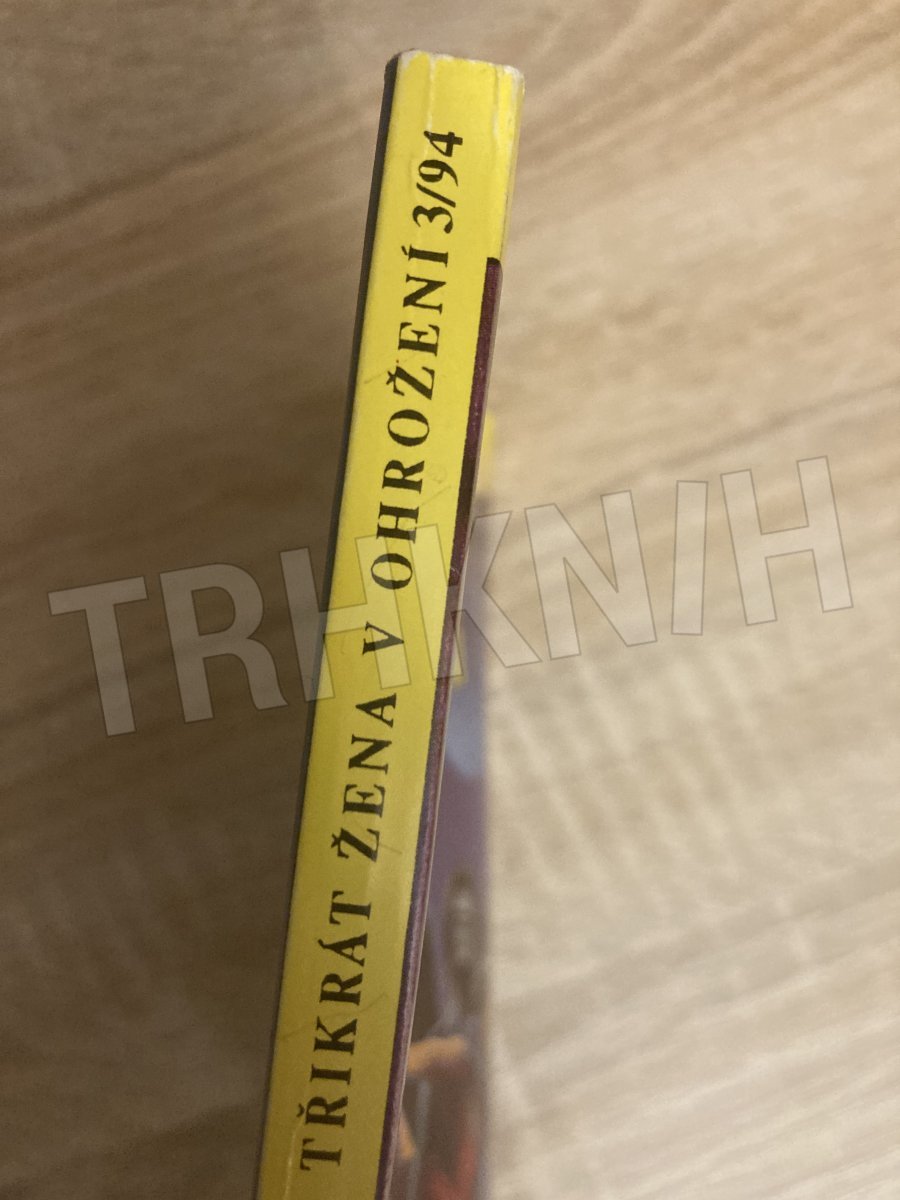 TŘIKRÁT ŽENA V OHROŽENÍ 3/94
TRHKNIH